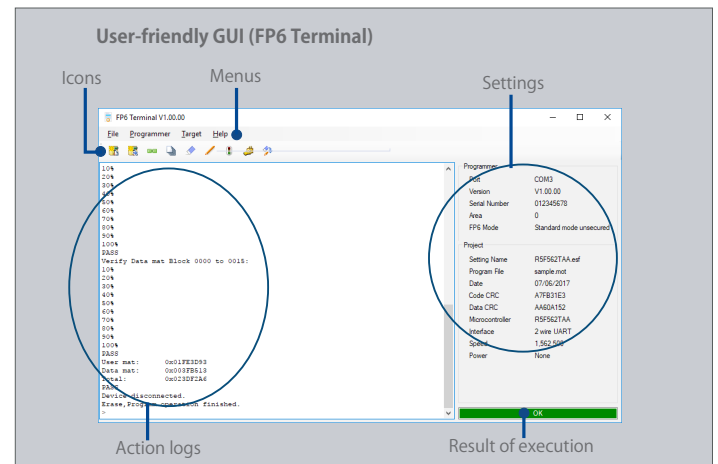 User-friendly GUI (FP6 Terminal)
Icons
Menus
Settings
FP6 Terminal V1.00.00
File Programmer Target Help
10%
20%
30%
40%
50%
60%
70%
80%
90%
100%
PASS
Verify Data mat Block 0000 to 0015:
10%
20%
30%
40%
50%
60%
70%
80%
90%
100%
PASS
User mat: 0x01FE3D93
Data mat: 0x003FB513
Total: 0x023DF2A6
PASS
Device disconnected.
Erase,Program operation finished.
>
Programmer
Port COM3
Version V1.00.00
Serial Number 012345678
Area 0
FP6 Mode Standard mode unsecured
Project
Setting Name R5F562TAA.esf
Program File sample.mot
Date 07/06/2017
Code CRC A7FB31E3
Data CRC AA60A152
Microcontroller R5F562TAA
Interface 2 wire UART
Speed 1,562,500
Power None
OK
Action logs
Result of execution